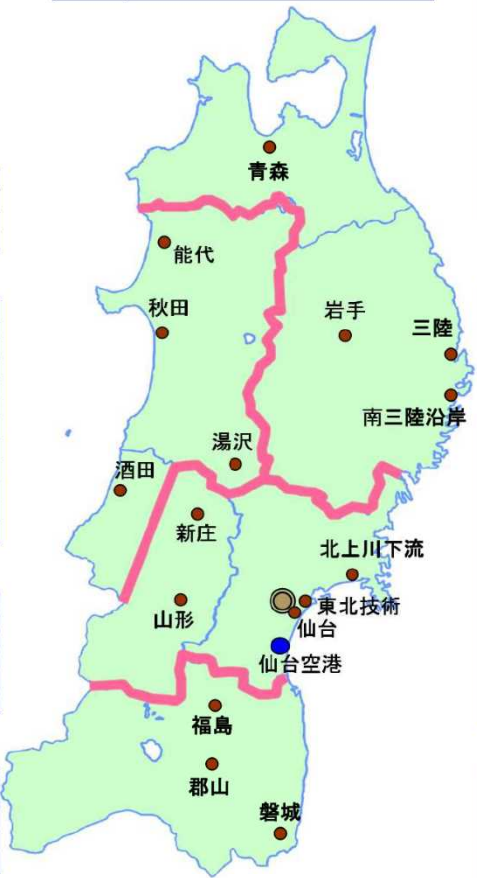 青森
能代
秋田
岩手
三陸
南三陸沿岸
湯沢
酒田
新庄
北上川下流
山形
東北技術
仙台
仙台空港
福島
郡山
磐城